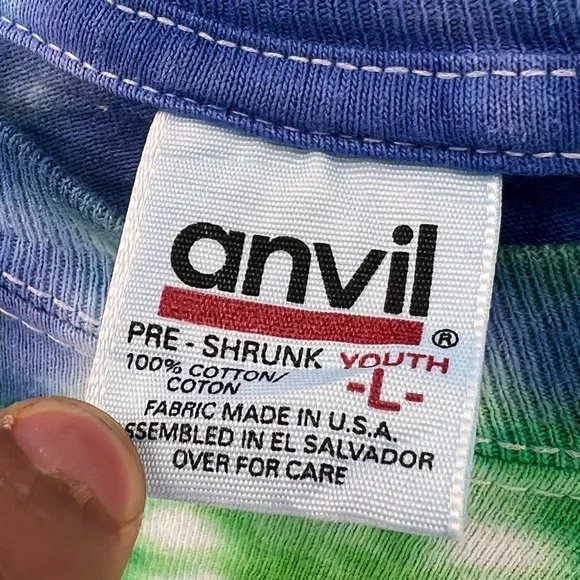 anvil®
PRE - SHRUNK YOUTH
100% COTTON/ -L-
COTON
FABRIC MADE IN U.S.A.
SSEMBLED IN EL SALVADOR
OVER FOR CARE